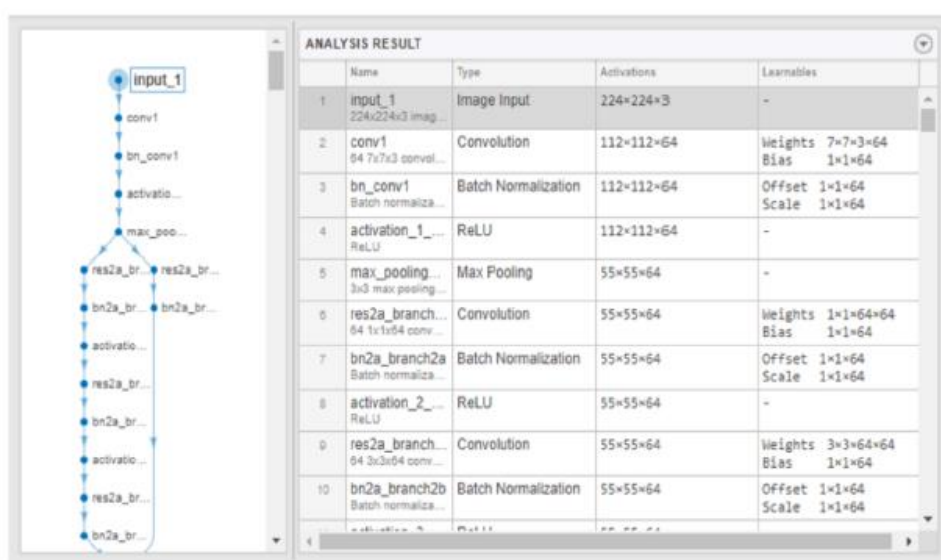 input_1
conv1
bn_conv1
activatio...
max_poo...
res2a_br... res2a_br...
bn2a_br... bn2a_br...
activatio...
res2a_br...
bn2a_br...
activatio...
res2a_br...
bn2a_br...
ANALYSIS RESULT
Name Type Activations Learnables
1 input_1 Image Input 224×224×3 -
224x224x3 imag...
2 conv1 Convolution 112×112×64 Weights 7×7×3×64
64 7x7x3 convol... Bias 1×1×64
3 bn_conv1 Batch Normalization 112×112×64 Offset 1×1×64
Batch normaliza... Scale 1×1×64
4 activation_1_... ReLU 112×112×64 -
ReLU
5 max_pooling... Max Pooling 55×55×64 -
3x3 max pooling...
6 res2a_branch... Convolution 55×55×64 Weights 1×1×64×64
64 1x1x64 conv... Bias 1×1×64
7 bn2a_branch2a Batch Normalization 55×55×64 Offset 1×1×64
Batch normaliza... Scale 1×1×64
8 activation_2_... ReLU 55×55×64 -
ReLU
9 res2a_branch... Convolution 55×55×64 Weights 3×3×64×64
64 3x3x64 conv... Bias 1×1×64
10 bn2a_branch2b Batch Normalization 55×55×64 Offset 1×1×64
Batch normaliza... Scale 1×1×64